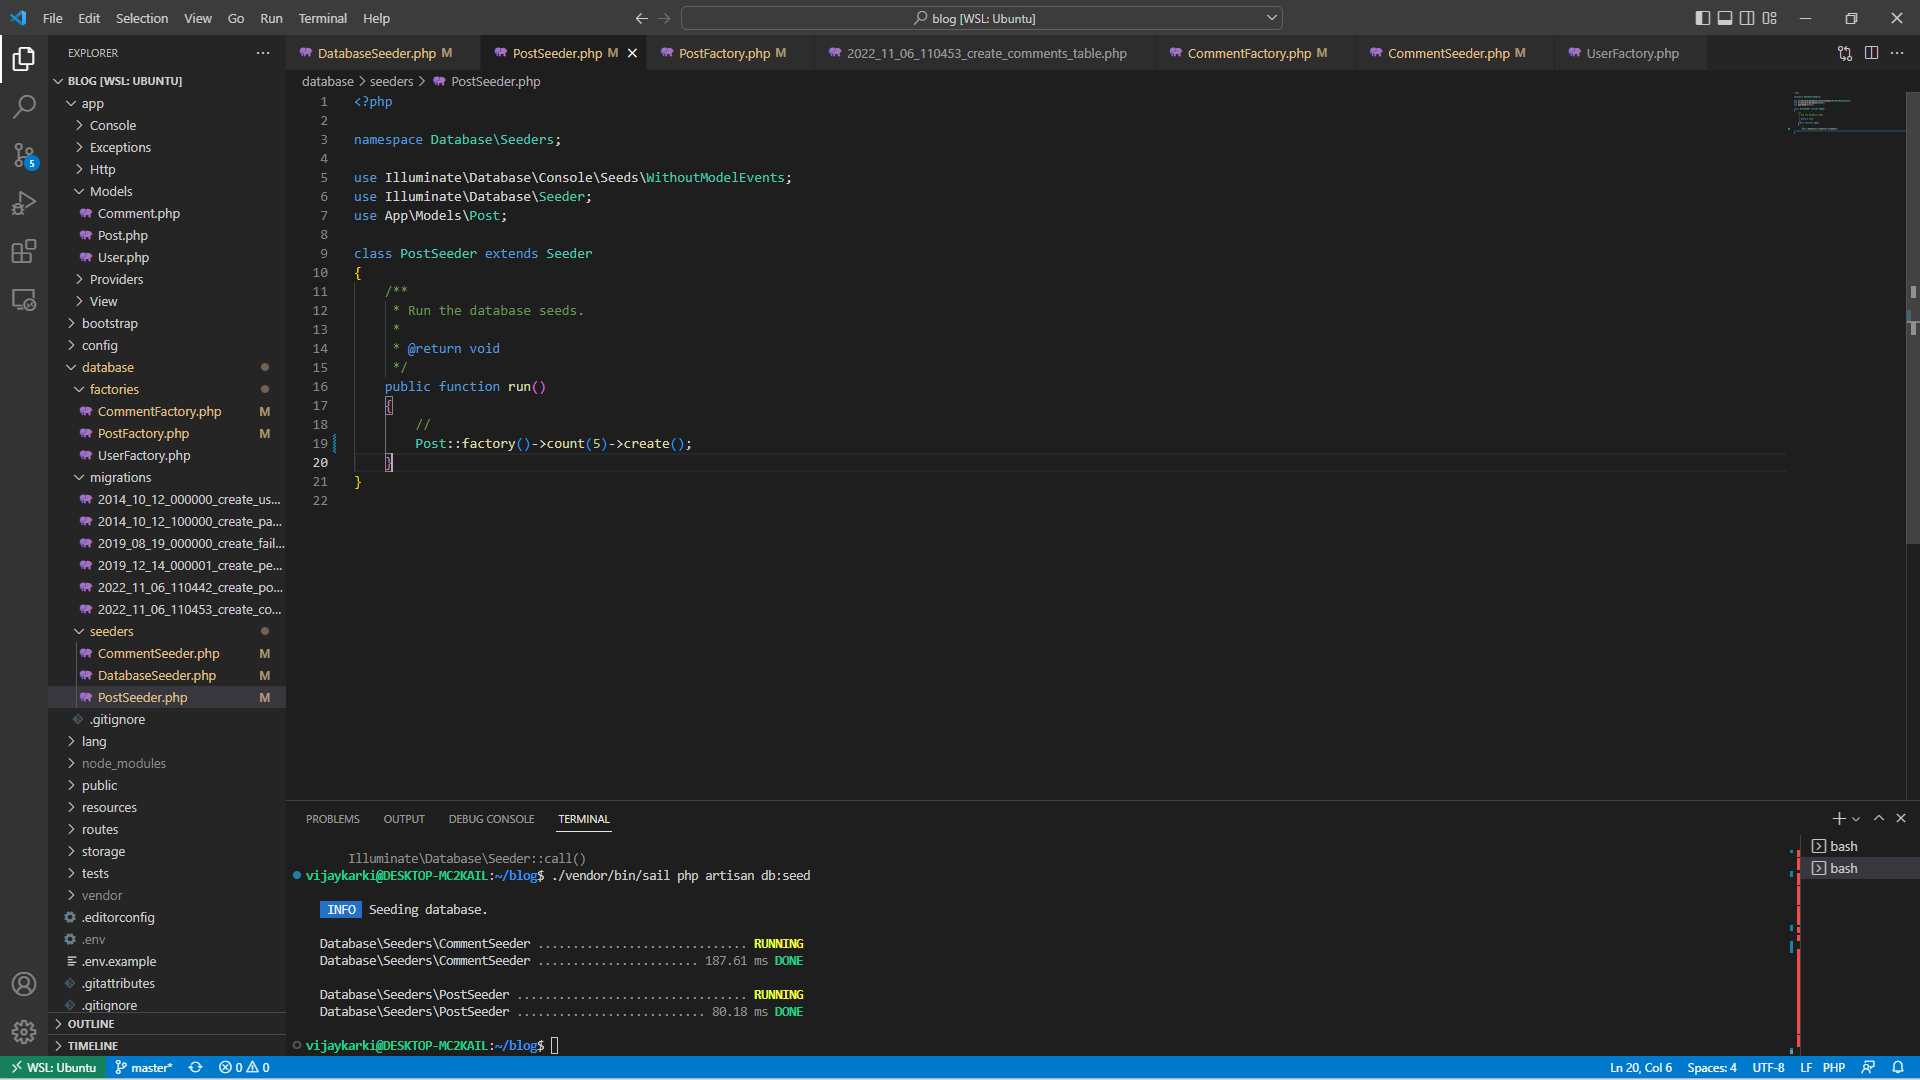 File Edit Selection View Go Run Terminal Help
blog [WSL: Ubuntu]
EXPLORER
BLOG [WSL: UBUNTU]
app
Console
Exceptions
Http
Models
Comment.php
Post.php
User.php
Providers
View
bootstrap
config
database
factories
CommentFactory.php M
PostFactory.php M
UserFactory.php
migrations
2014_10_12_000000_create_us...
2014_10_12_100000_create_pa...
2019_08_19_000000_create_fail...
2019_12_14_000001_create_pe...
2022_11_06_110442_create_po...
2022_11_06_110453_create_co...
seeders
CommentSeeder.php M
DatabaseSeeder.php M
PostSeeder.php M
.gitignore
lang
node_modules
public
resources
routes
storage
tests
vendor
.editorconfig
.env
.env.example
.gitattributes
.gitignore
OUTLINE
TIMELINE
5
DatabaseSeeder.php M PostSeeder.php M PostFactory.php M 2022_11_06_110453_create_comments_table.php CommentFactory.php M CommentSeeder.php M UserFactory.php
database > seeders > PostSeeder.php
1 <?php
2
3 namespace Database\Seeders;
4
5 use Illuminate\Database\Console\Seeds\WithoutModelEvents;
6 use Illuminate\Database\Seeder;
7 use App\Models\Post;
8
9 class PostSeeder extends Seeder
10 {
11 /**
12 * Run the database seeds.
13 *
14 * @return void
15 */
16 public function run()
17 {
18 //
19 Post::factory()->count(5)->create();
20 }
21 }
22
PROBLEMS OUTPUT DEBUG CONSOLE TERMINAL
Illuminate\Database\Seeder::call()
vijaykarki@DESKTOP-MC2KAIL:~/blog$ ./vendor/bin/sail php artisan db:seed
INFO Seeding database.
Database\Seeders\CommentSeeder .............................. RUNNING
Database\Seeders\CommentSeeder ....................... 187.61 ms DONE
Database\Seeders\PostSeeder ................................. RUNNING
Database\Seeders\PostSeeder ........................... 80.18 ms DONE
vijaykarki@DESKTOP-MC2KAIL:~/blog$
bash
bash
WSL: Ubuntu master* 0 0 Ln 20, Col 6 Spaces: 4 UTF-8 LF PHP